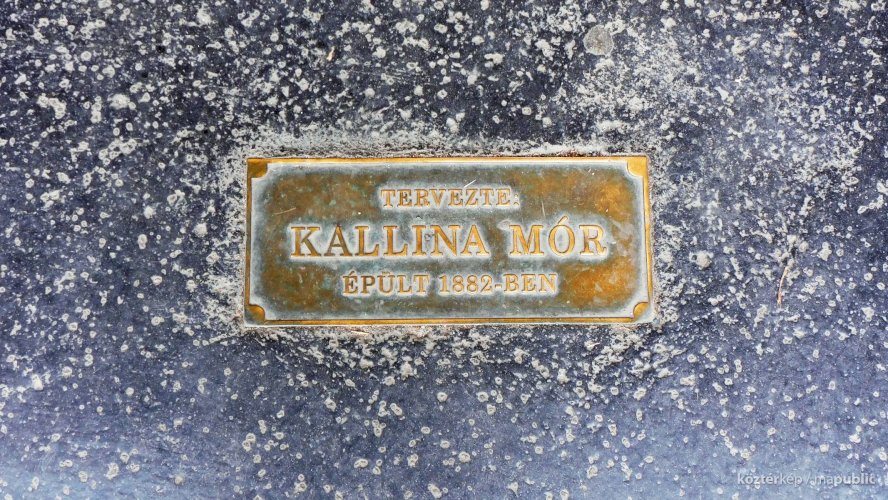 TERVEZTE:
KALLINA MÓR
ÉPÜLT 1882-BEN
köztérkép / mapublic